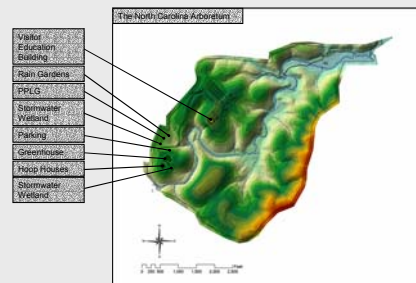 The North Carolina Arboretum
Visitor
Education
Building
Rain Gardens
PPLG
Stormwater
Wetland
Parking
Greenhouse
Hoop Houses
Stormwater
Wetland
Feet